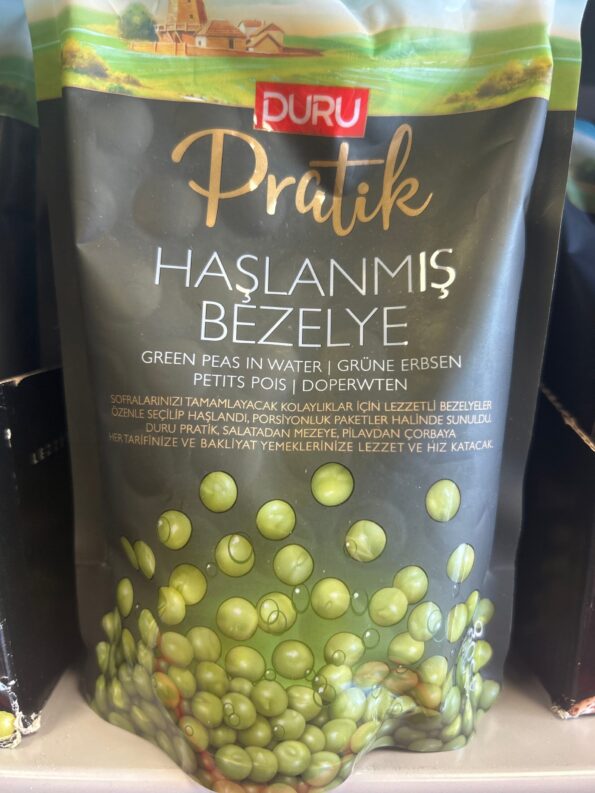 DURU
Pratik
HAŞLANMIŞ
BEZELYE
GREEN PEAS IN WATER | GRÜNE ERBSEN
PETITS POIS | DOPERWTEN
SOFRALARINIZI TAMAMLAYACAK KOLAYLIKLAR İÇİN LEZZETLİ BEZELYELER
ÖZENLE SEÇİLİP HAŞLANDI, PORSİYONLUK PAKETLER HALİNDE SUNULDU.
DURU PRATİK, SALATADAN MEZEYE, PİLAVDAN ÇORBAYA
HER TARİFİNİZE VE BAKLİYAT YEMEKLERİNİZE LEZZET VE HIZ KATACAK.